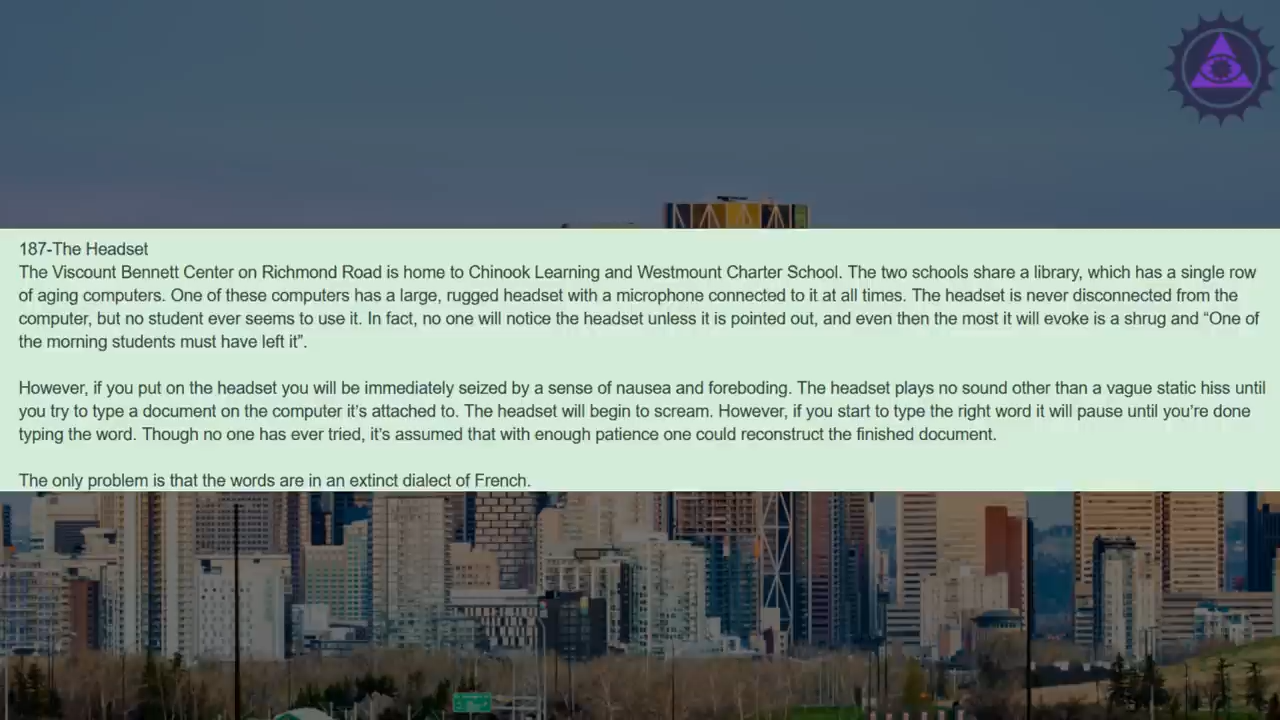 187-The Headset
The Viscount Bennett Center on Richmond Road is home to Chinook Learning and Westmount Charter School. The two schools share a library, which has a single row
of aging computers. One of these computers has a large, rugged headset with a microphone connected to it at all times. The headset is never disconnected from the
computer, but no student ever seems to use it. In fact, no one will notice the headset unless it is pointed out, and even then the most it will evoke is a shrug and “One of
the morning students must have left it”.
However, if you put on the headset you will be immediately seized by a sense of nausea and foreboding. The headset plays no sound other than a vague static hiss until
you try to type a document on the computer it’s attached to. The headset will begin to scream. However, if you start to type the right word it will pause until you’re done
typing the word. Though no one has ever tried, it’s assumed that with enough patience one could reconstruct the finished document.
The only problem is that the words are in an extinct dialect of French.